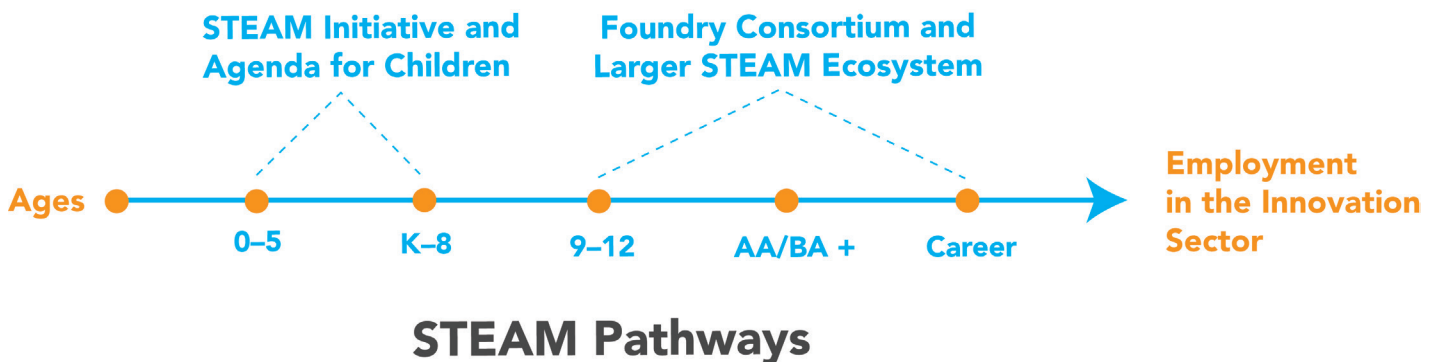 STEAM Initiative and
Agenda for Children
Foundry Consortium and
Larger STEAM Ecosystem
Ages
0–5
K–8
9–12
AA/BA +
Career
Employment
in the Innovation
Sector
STEAM Pathways